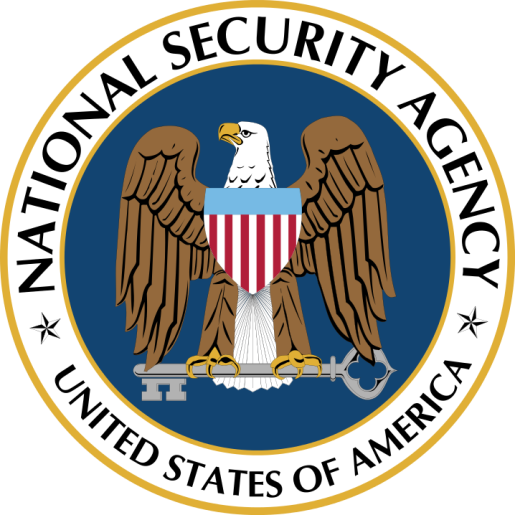 NATIONAL SECURITY AGENCY
UNITED STATES OF AMERICA